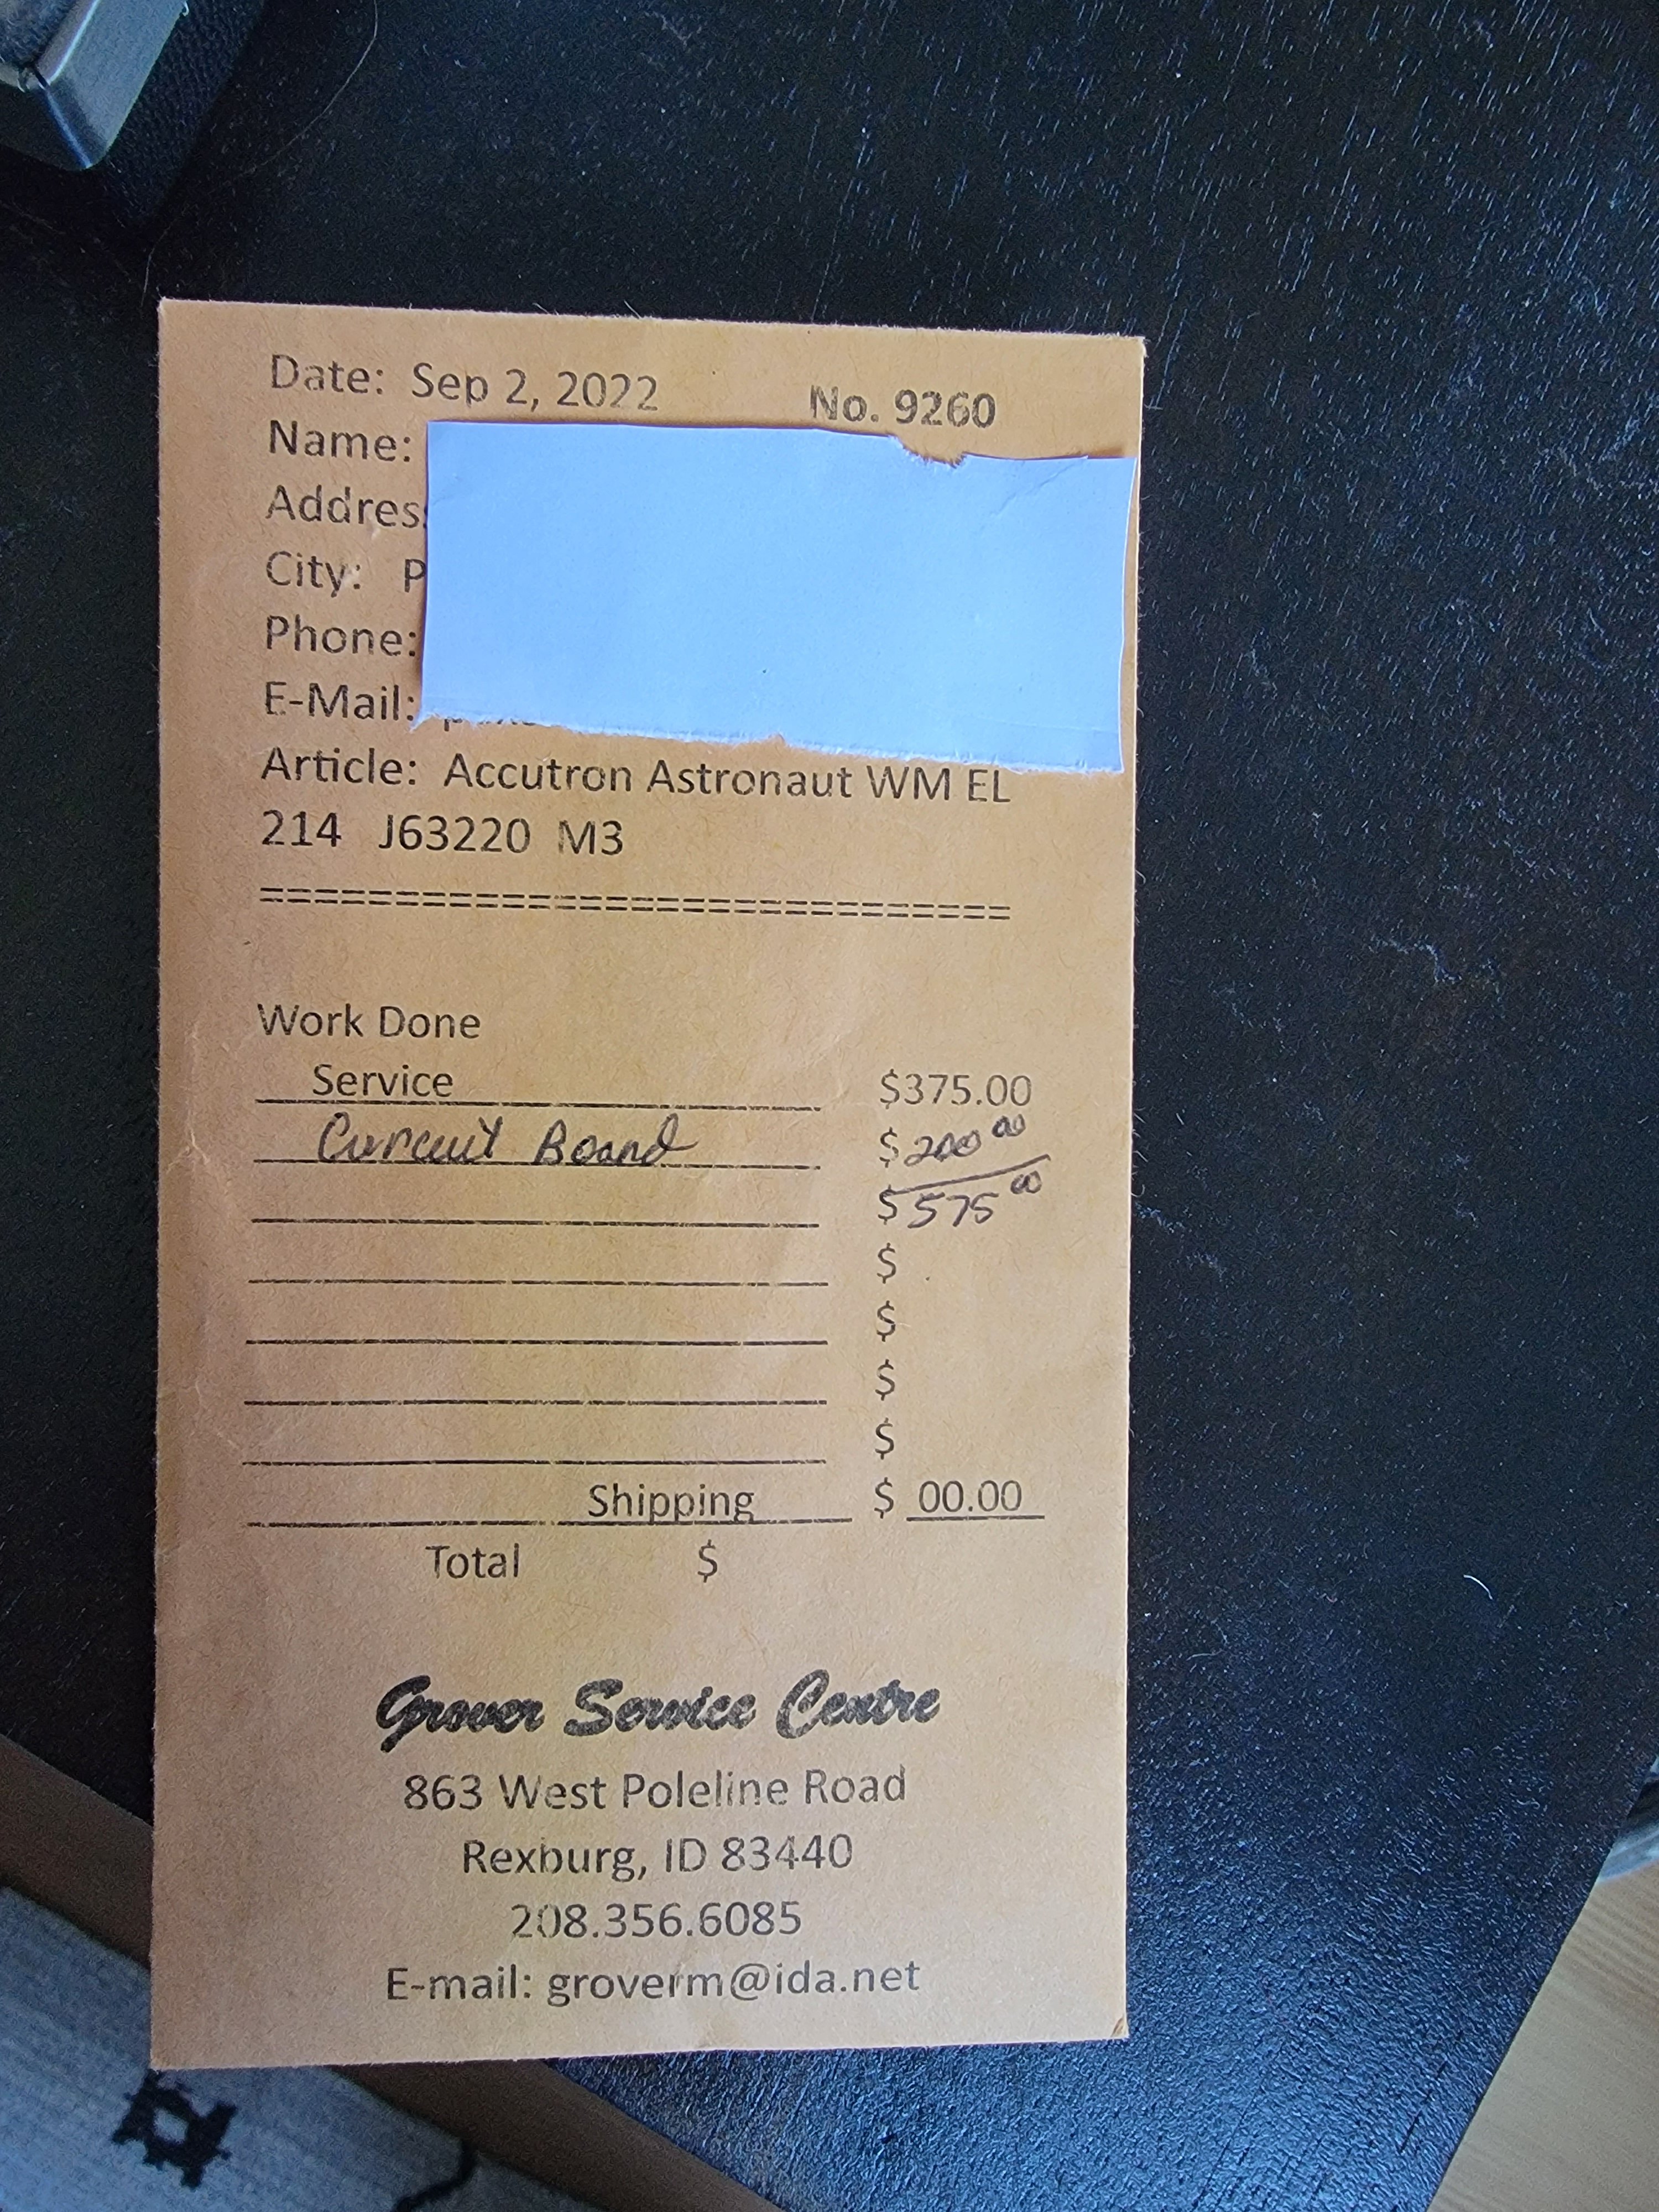 Date: Sep 2, 2022 No. 9260
Name:
Address
City: P
Phone:
E-Mail:
Article: Accutron Astronaut WM EL
214 J63220 M3
=============================
Work Done
Service $375.00
Circuit Board $200.00
$575.00
$
$
$
$
Shipping $ 00.00
Total $
Grover Service Centre
863 West Poleline Road
Rexburg, ID 83440
208.356.6085
E-mail: groverm@ida.net